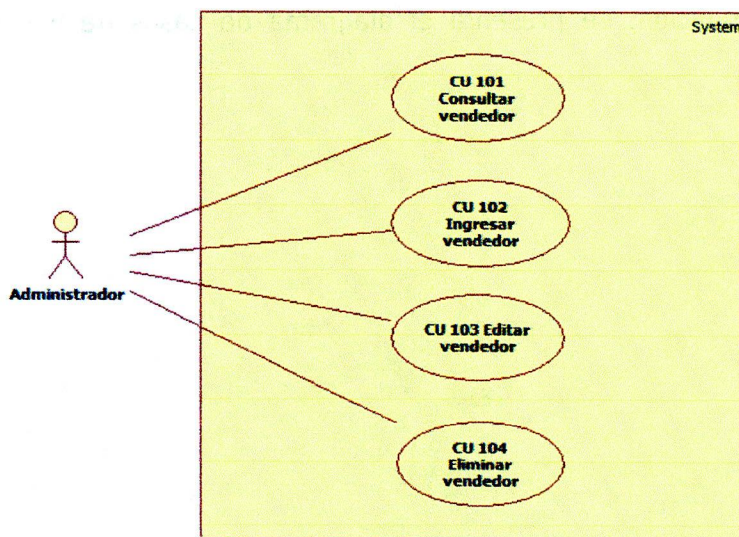 System
CU 101
Consultar
vendedor
CU 102
Ingresar
vendedor
Administrador
CU 103 Editar
vendedor
CU 104
Eliminar
vendedor